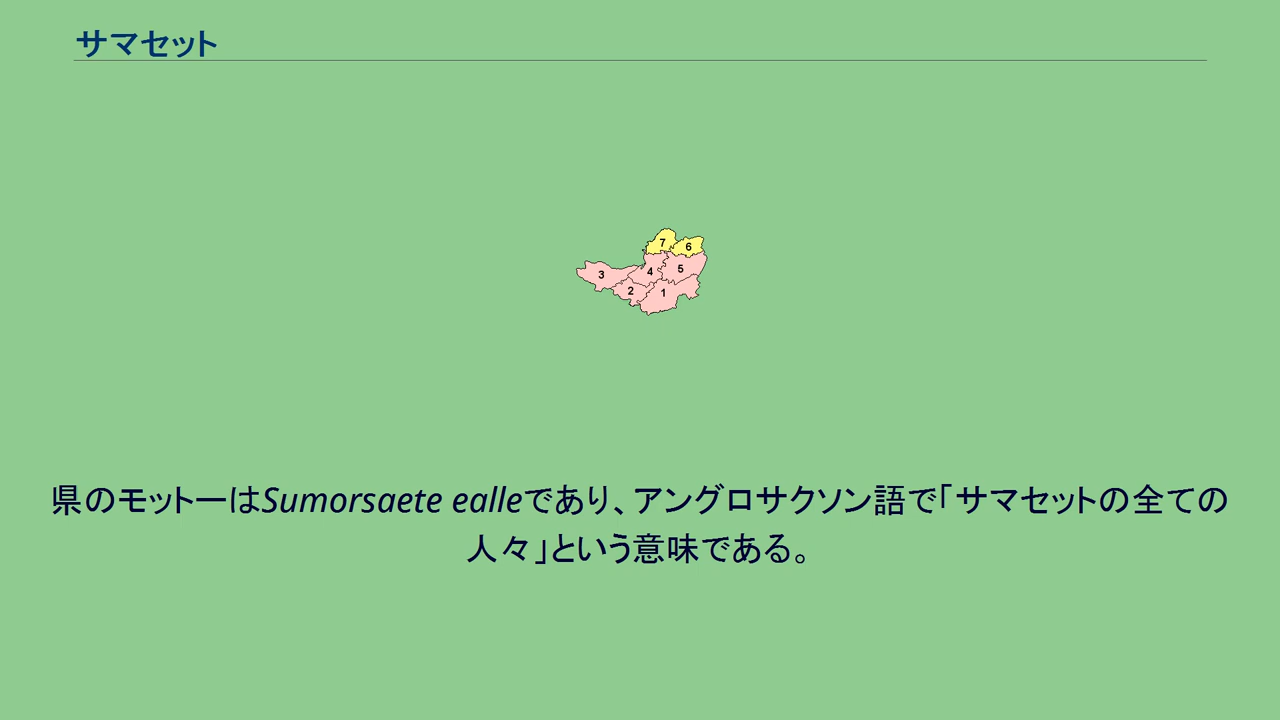 サマセット
7
6
3
4
5
2
1
県のモットーはSumorsaete ealleであり、アングロサクソン語で「サマセットの全ての
人々」という意味である。